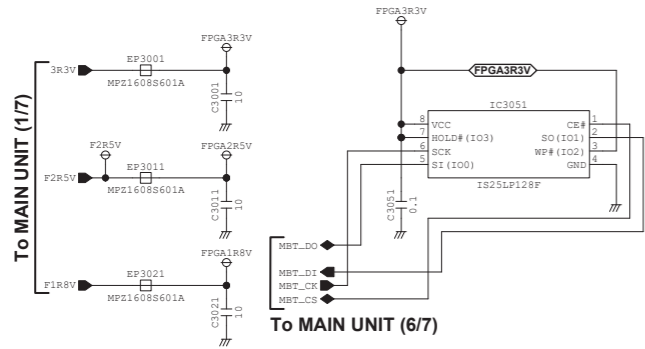 FPGA3R3V
EP3001
3R3V
MPZ1608S601A
C3001
10
To MAIN UNIT (1/7)
F2R5V
FPGA2R5V
EP3011
F2R5V
MPZ1608S601A
C3011
10
FPGA1R8V
EP3021
F1R8V
MPZ1608S601A
C3021
10
FPGA3R3V
FPGA3R3V
IC3051
8 VCC CE# 1
7 HOLD#(IO3) SO(IO1) 2
6 SCK WP#(IO2) 3
5 SI(IO0) GND 4
IS25LP128F
C3051
0.1
MBT_DO
MBT_DI
MBT_CK
MBT_CS
To MAIN UNIT (6/7)